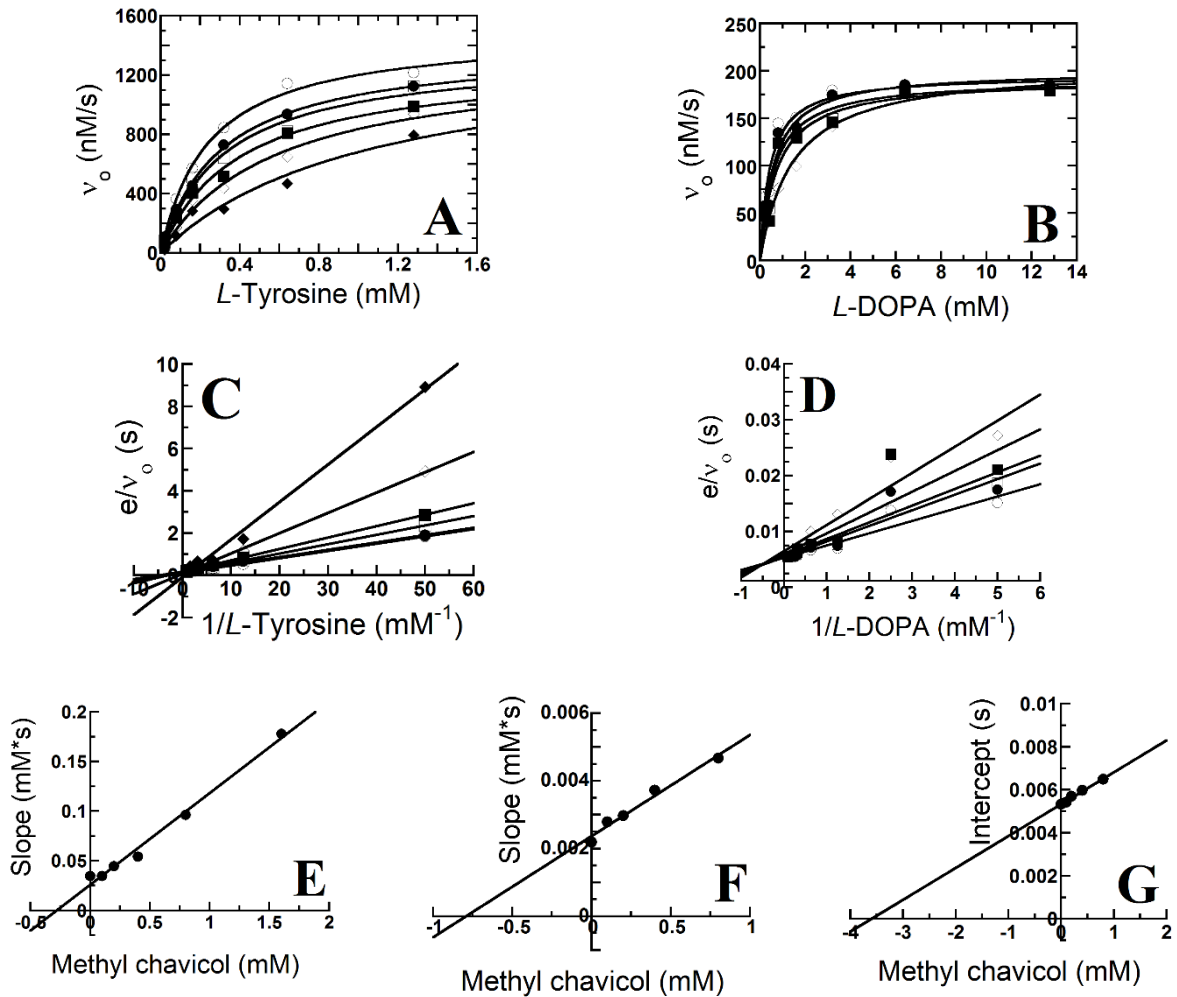 1600
1200
800
400
0
νo (nM/s)
0 0.4 0.8 1.2 1.6
L-Tyrosine (mM)
A
250
200
150
100
50
0
νo (nM/s)
0 2 4 6 8 10 12 14
L-DOPA (mM)
B
10
8
6
4
2
0
-2
e/νo (s)
-10 0 10 20 30 40 50 60
1/L-Tyrosine (mM-1)
C
0.04
0.03
0.02
0.01
0
e/νo (s)
-1 0 1 2 3 4 5 6
1/L-DOPA (mM-1)
D
0.2
0.15
0.1
0.05
0
Slope (mM*s)
-0.5 0 0.5 1 1.5 2
Methyl chavicol (mM)
E
0.006
0.004
0.002
0
Slope (mM*s)
-1 -0.5 0 0.5 1
Methyl chavicol (mM)
F
0.01
0.008
0.006
0.004
0.002
0
Intercept (s)
-4 -3 -2 -1 0 1 2
Methyl chavicol (mM)
G